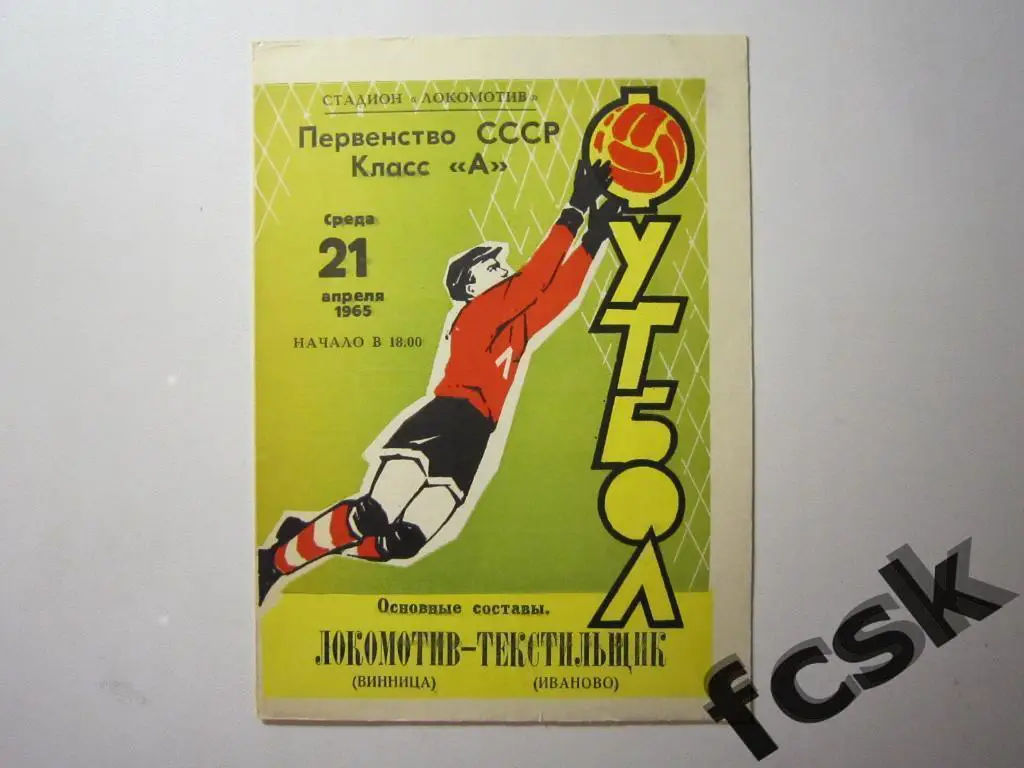 СТАДИОН «ЛОКОМОТИВ»
Первенство СССР
Класс «А»
Среда
21
апреля
1965
НАЧАЛО В 18.00
ФУТБОЛ
Л
Основные составы.
ЛОКОМОТИВ–ТЕКСТИЛЬЩИК
(ВИННИЦА) (ИВАНОВО)
fcsk